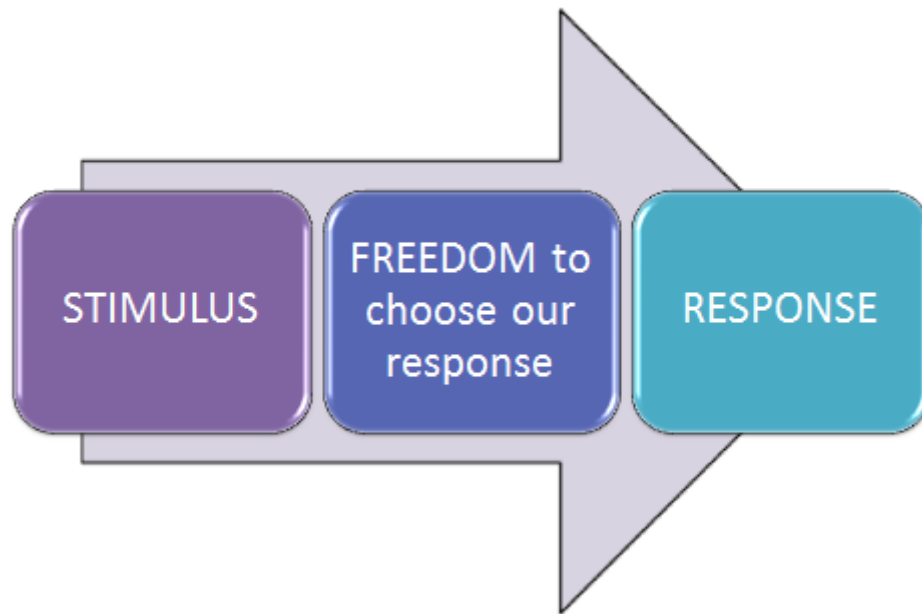 STIMULUS
FREEDOM to
choose our
response
RESPONSE